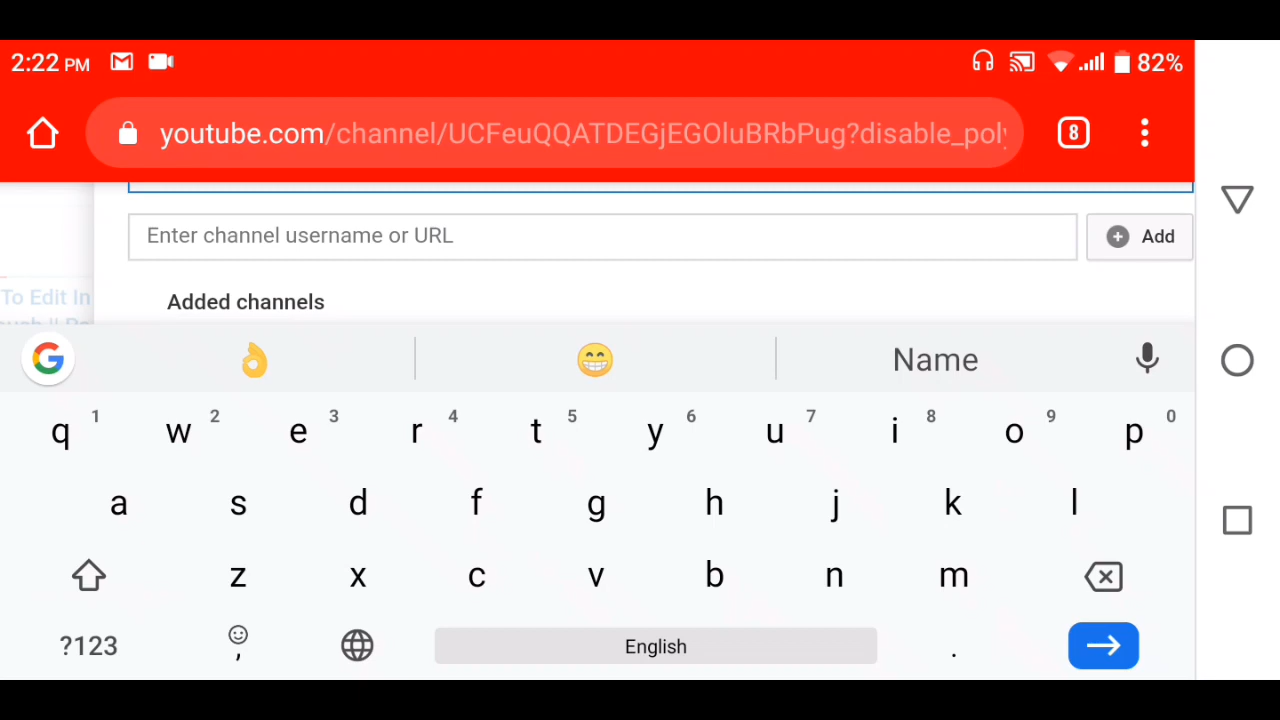 2:22 PM
82%
youtube.com/channel/UCFeuQQATDEGjEGOluBRbPug?disable_poly
8
Enter channel username or URL
Add
Added channels
To Edit In
Name
q 1 w 2 e 3 r 4 t 5 y 6 u 7 i 8 o 9 p 0
a s d f g h j k l
z x c v b n m
?123 , English .